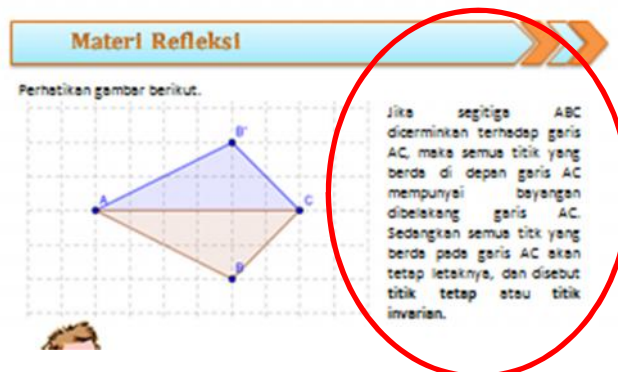 Materi Refleksi
Perhatikan gambar berikut.
B'
A
C
B
Jika segitiga ABC
dicerminkan terhadap garis
AC, maka semua titik yang
berda di depan garis AC
mempunyai bayangan
dibelakang garis AC.
Sedangkan semua titk yang
berda pada garis AC akan
tetap letaknya, dan disebut
titik tetap atau titik
invarian.